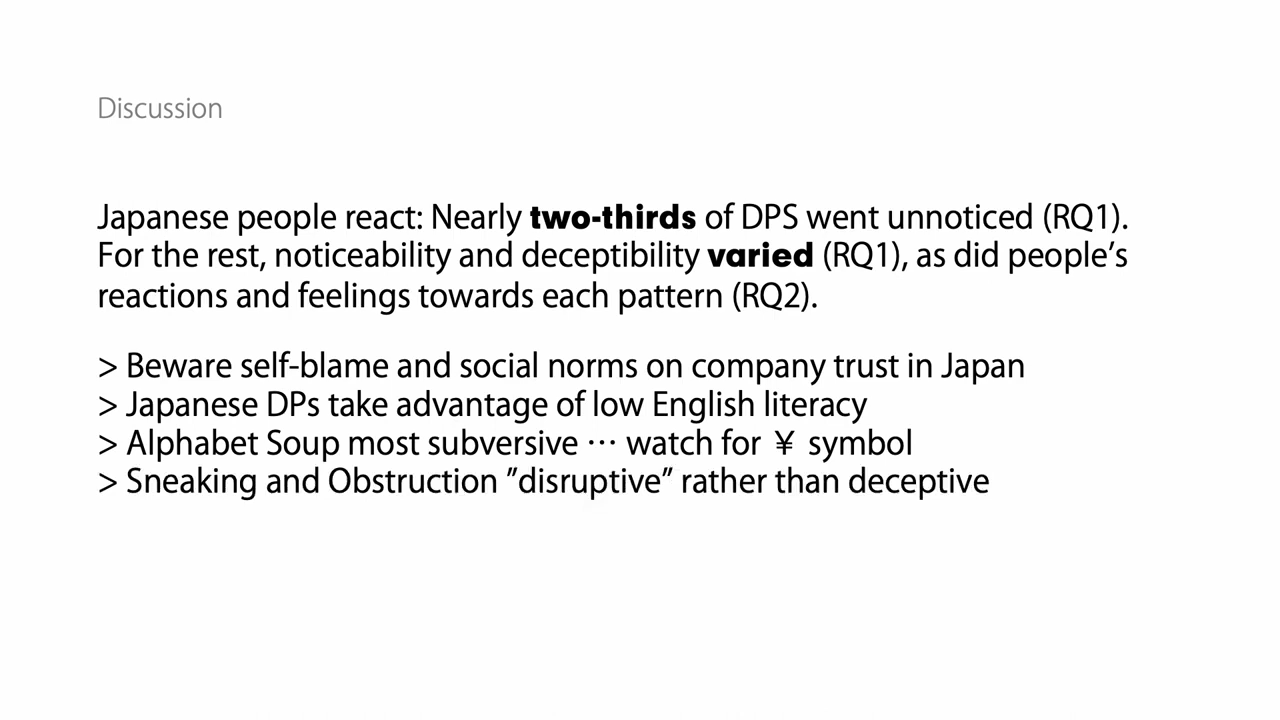 Discussion
Japanese people react: Nearly two-thirds of DPS went unnoticed (RQ1).
For the rest, noticeability and deceptibility varied (RQ1), as did people’s
reactions and feelings towards each pattern (RQ2).
> Beware self-blame and social norms on company trust in Japan
> Japanese DPs take advantage of low English literacy
> Alphabet Soup most subversive … watch for ￥ symbol
> Sneaking and Obstruction ”disruptive” rather than deceptive